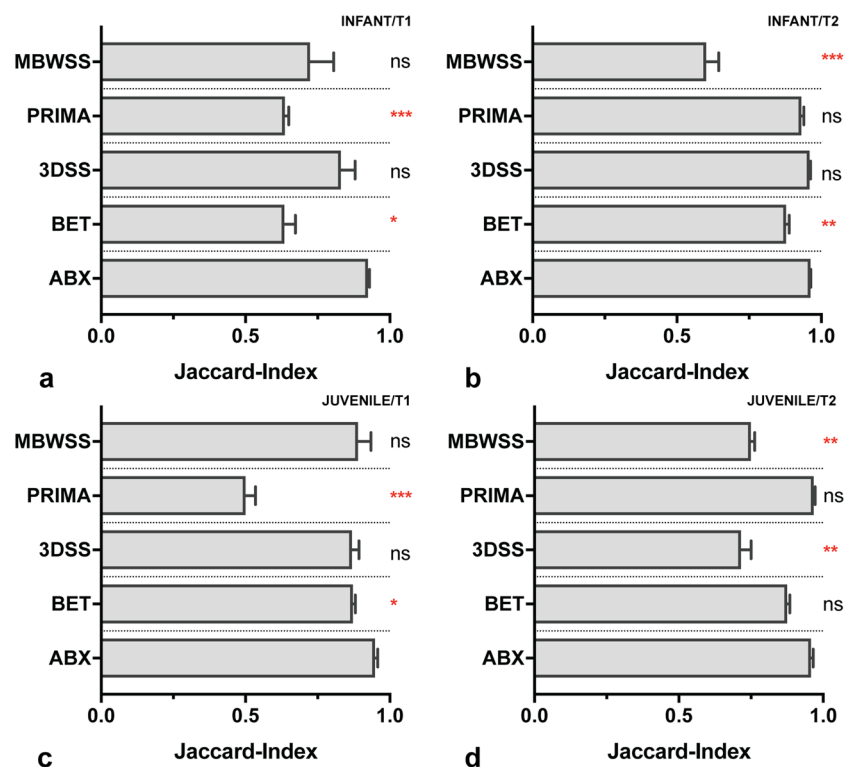 INFANT/T1
MBWSS ns
PRIMA ***
3DSS ns
BET *
ABX
0.0 0.5 1.0
Jaccard-Index
a
INFANT/T2
MBWSS ***
PRIMA ns
3DSS ns
BET **
ABX
0.0 0.5 1.0
Jaccard-Index
b
JUVENILE/T1
MBWSS ns
PRIMA ***
3DSS ns
BET *
ABX
0.0 0.5 1.0
Jaccard-Index
c
JUVENILE/T2
MBWSS **
PRIMA ns
3DSS **
BET ns
ABX
0.0 0.5 1.0
Jaccard-Index
d